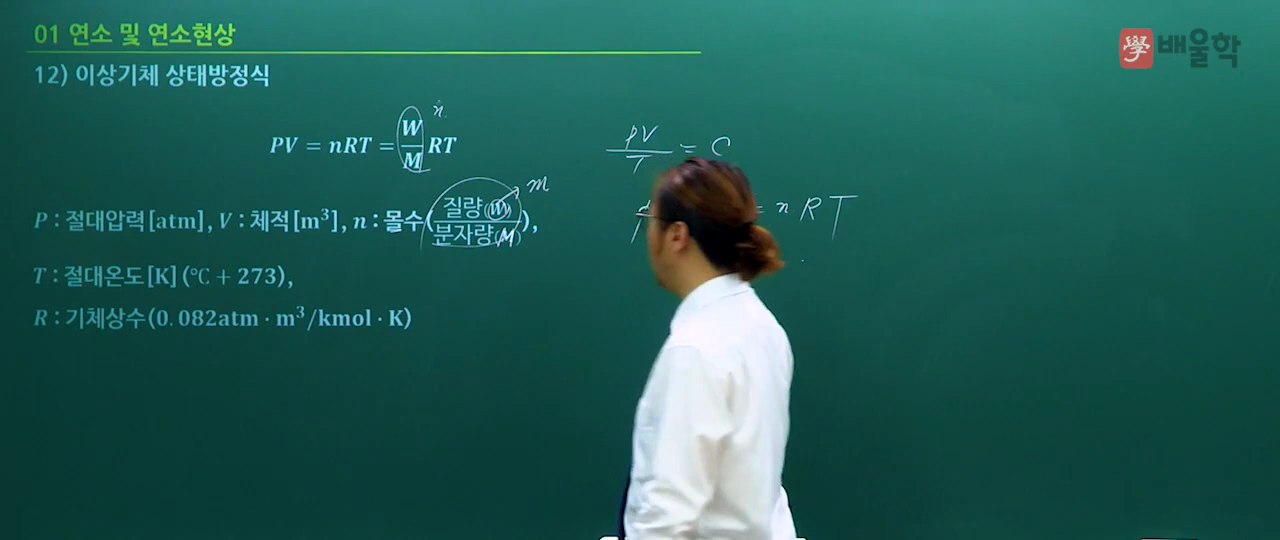 01 연소 및 연소현상
學 배울학
12) 이상기체 상태방정식
n
PV = nRT = W/M RT
PV/T = C
m
P : 절대압력[atm], V : 체적[m³], n : 몰수(질량(W)/분자량(M)),
= n R T
T : 절대온도[K] (℃ + 273),
R : 기체상수(0.082atm · m³/kmol · K)